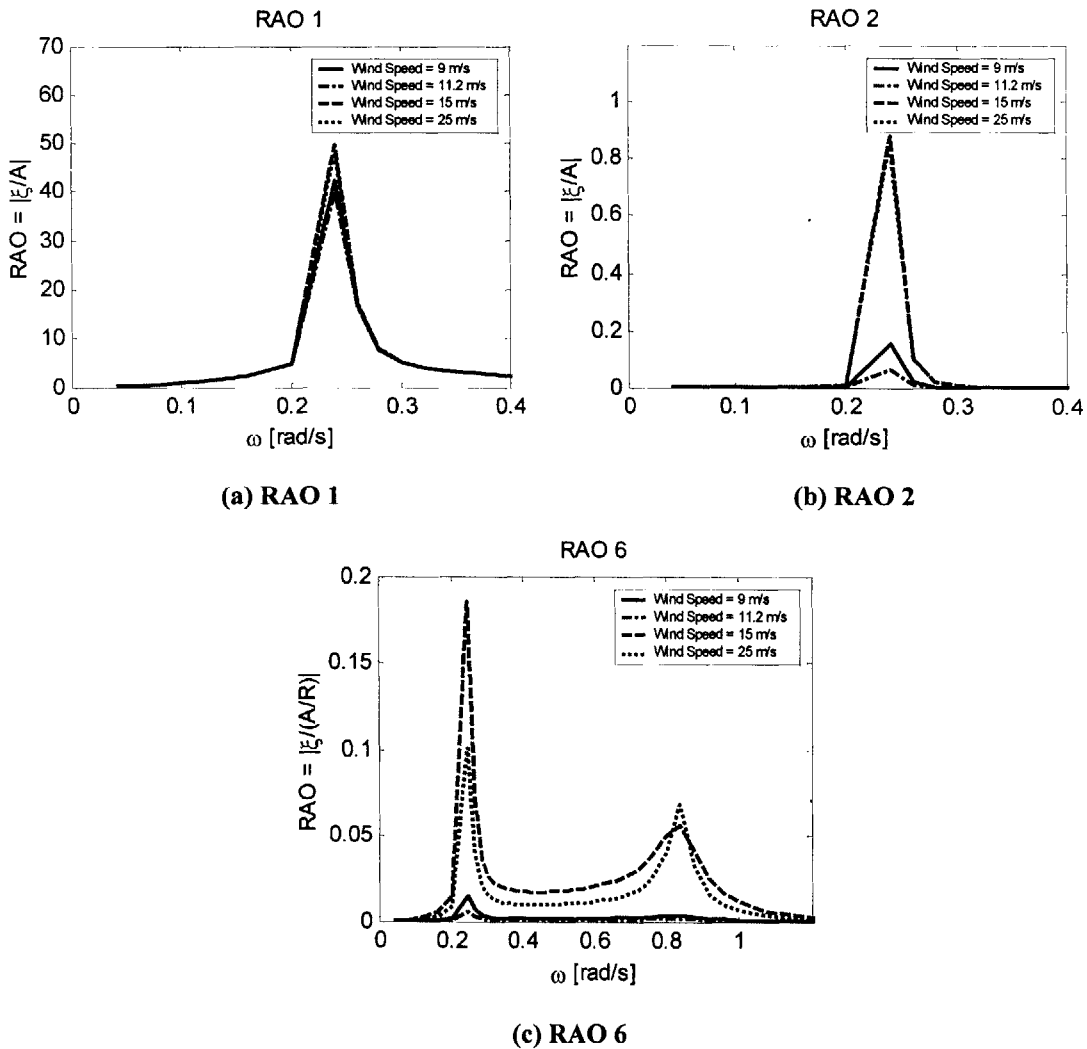 RAO 1
70
60
50
40
30
20
10
0
RAO = |ξ/A|
Wind Speed = 9 m/s
Wind Speed = 11.2 m/s
Wind Speed = 15 m/s
Wind Speed = 25 m/s
0 0.1 0.2 0.3 0.4
ω [rad/s]
(a) RAO 1
RAO 2
1
0.8
0.6
0.4
0.2
0
RAO = |ξ/A|
Wind Speed = 9 m/s
Wind Speed = 11.2 m/s
Wind Speed = 15 m/s
Wind Speed = 25 m/s
0 0.1 0.2 0.3 0.4
ω [rad/s]
(b) RAO 2
RAO 6
0.2
0.15
0.1
0.05
0
RAO = |ξ/(A/R)|
Wind Speed = 9 m/s
Wind Speed = 11.2 m/s
Wind Speed = 15 m/s
Wind Speed = 25 m/s
0 0.2 0.4 0.6 0.8 1
ω [rad/s]
(c) RAO 6